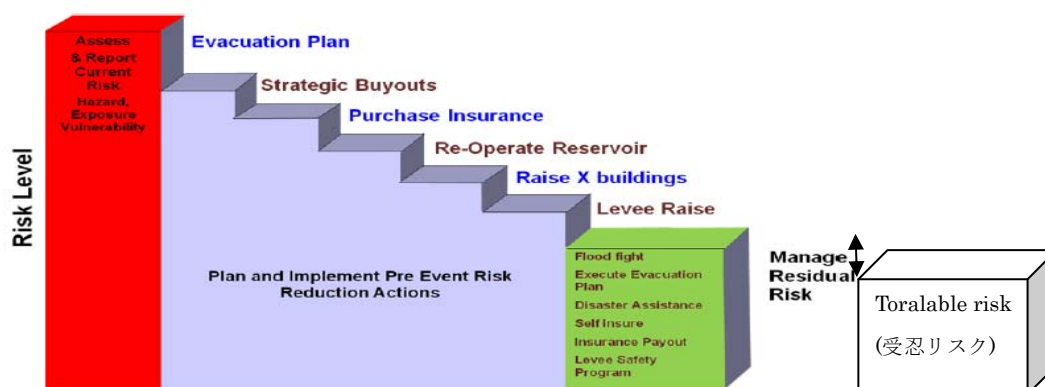 Risk Level
Assess
& Report
Current
Risk.
Hazard,
Exposure
Vulnerability
Evacuation Plan
Strategic Buyouts
Purchase Insurance
Re-Operate Reservoir
Raise X buildings
Levee Raise
Plan and Implement Pre Event Risk
Reduction Actions
Flood fight
Execute Evacuation
Plan
Disaster Assistance
Self Insure
Insurance Payout
Levee Safety
Program
Manage
Residual
Risk
Toralable risk
(受忍リスク)